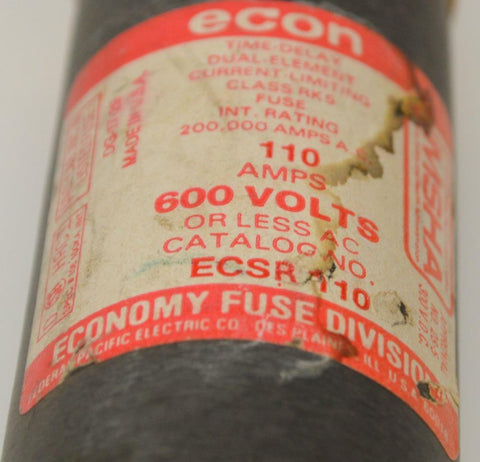 econ
TIME-DELAY
DUAL-ELEMENT
CURRENT-LIMITING
CLASS RK5
FUSE
INT. RATING
200,000 AMPS A.C.
110
AMPS
600 VOLTS
OR LESS AC
CATALOG NO.
ECSR 110
ECONOMY FUSE DIVISION
FEDERAL PACIFIC ELECTRIC CO. DES PLAINES, ILL. U.S.A.
MADE IN U.S.A.
MSHA
300 V.D.C.